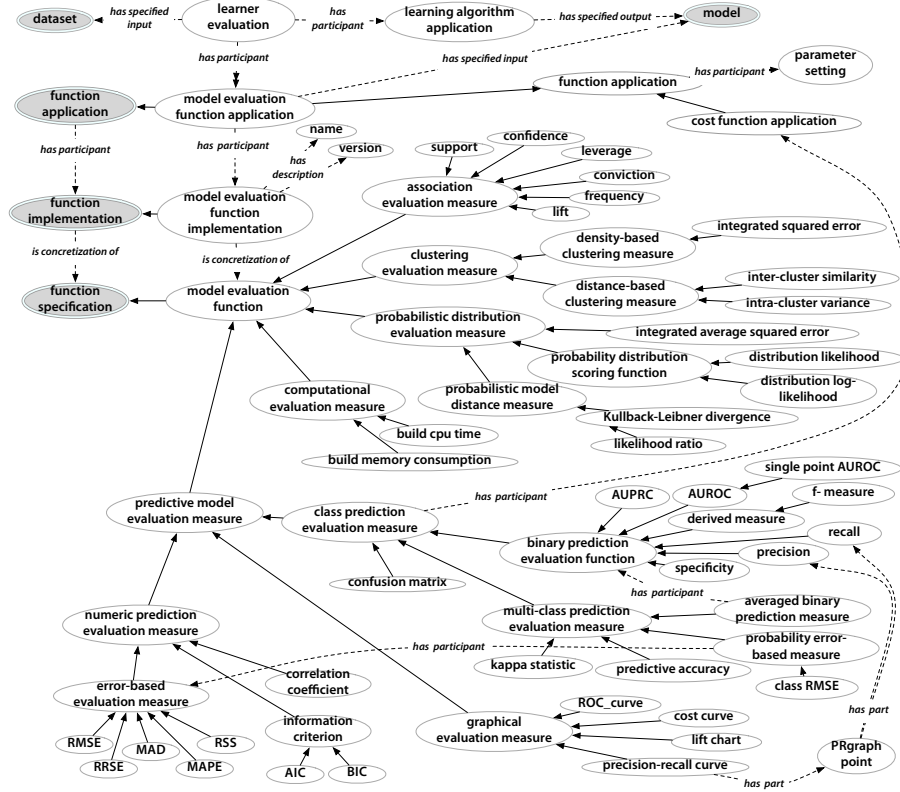 dataset
has specified
input
learner
evaluation
has
participant
learning algorithm
application
has specified output
model
has participant
has specified input
parameter
setting
function application
has participant
function
application
model evaluation
function application
cost function application
has participant
has participant
name
version
has
description
support
confidence
leverage
conviction
frequency
lift
association
evaluation measure
function
implementation
model evaluation
function
implementation
is concretization of
is concretization of
clustering
evaluation measure
density-based
clustering measure
integrated squared error
distance-based
clustering measure
inter-cluster similarity
intra-cluster variance
function
specification
model evaluation
function
probabilistic distribution
evaluation measure
integrated average squared error
probability distribution
scoring function
distribution likelihood
distribution log-
likelihood
probabilistic model
distance measure
Kullback-Leibner divergence
likelihood ratio
computational
evaluation measure
build cpu time
build memory consumption
predictive model
evaluation measure
class prediction
evaluation measure
has participant
confusion matrix
single point AUROC
AUPRC
AUROC
f- measure
derived measure
recall
precision
specificity
binary prediction
evaluation function
has participant
averaged binary
prediction measure
multi-class prediction
evaluation measure
probability error-
based measure
kappa statistic
predictive accuracy
class RMSE
numeric prediction
evaluation measure
has participant
correlation
coefficient
error-based
evaluation measure
information
criterion
RMSE
RRSE
MAD
MAPE
RSS
AIC
BIC
graphical
evaluation measure
ROC_curve
cost curve
lift chart
precision-recall curve
has part
has part
PRgraph
point